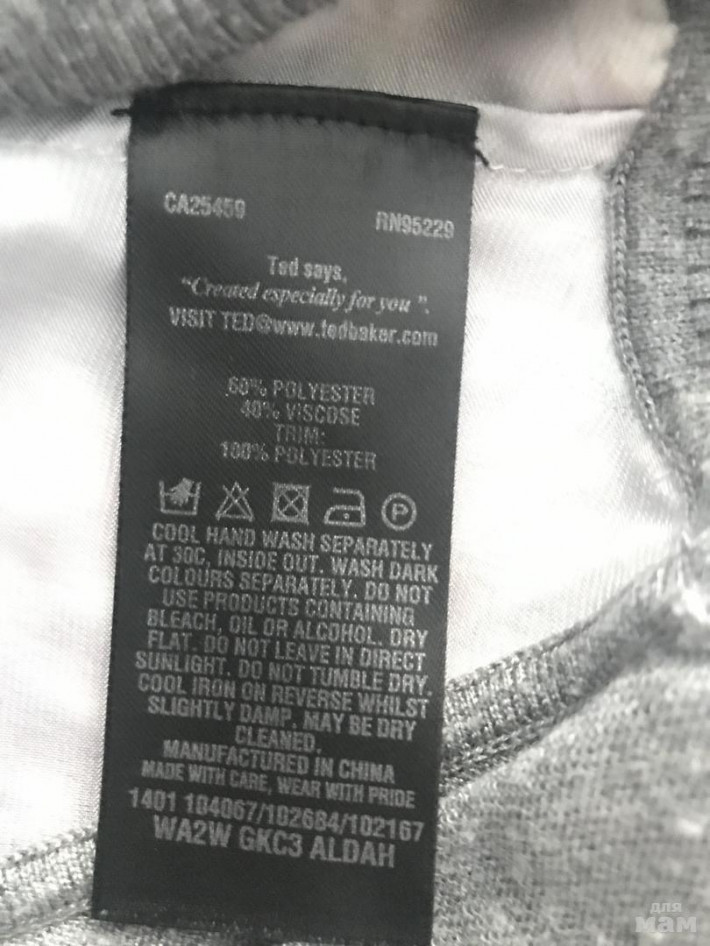 CA25459
RN95229
Ted says,
“Created especially for you ”.
VISIT TED@www.tedbaker.com
60% POLYESTER
40% VISCOSE
TRIM:
100% POLYESTER
P
COOL HAND WASH SEPARATELY
AT 30C, INSIDE OUT. WASH DARK
COLOURS SEPARATELY. DO NOT
USE PRODUCTS CONTAINING
BLEACH, OIL OR ALCOHOL. DRY
FLAT. DO NOT LEAVE IN DIRECT
SUNLIGHT. DO NOT TUMBLE DRY.
COOL IRON ON REVERSE WHILST
SLIGHTLY DAMP. MAY BE DRY
CLEANED.
MANUFACTURED IN CHINA
MADE WITH CARE, WEAR WITH PRIDE
1401 104067/102684/102167
WA2W GKC3 ALDAH
для
мам